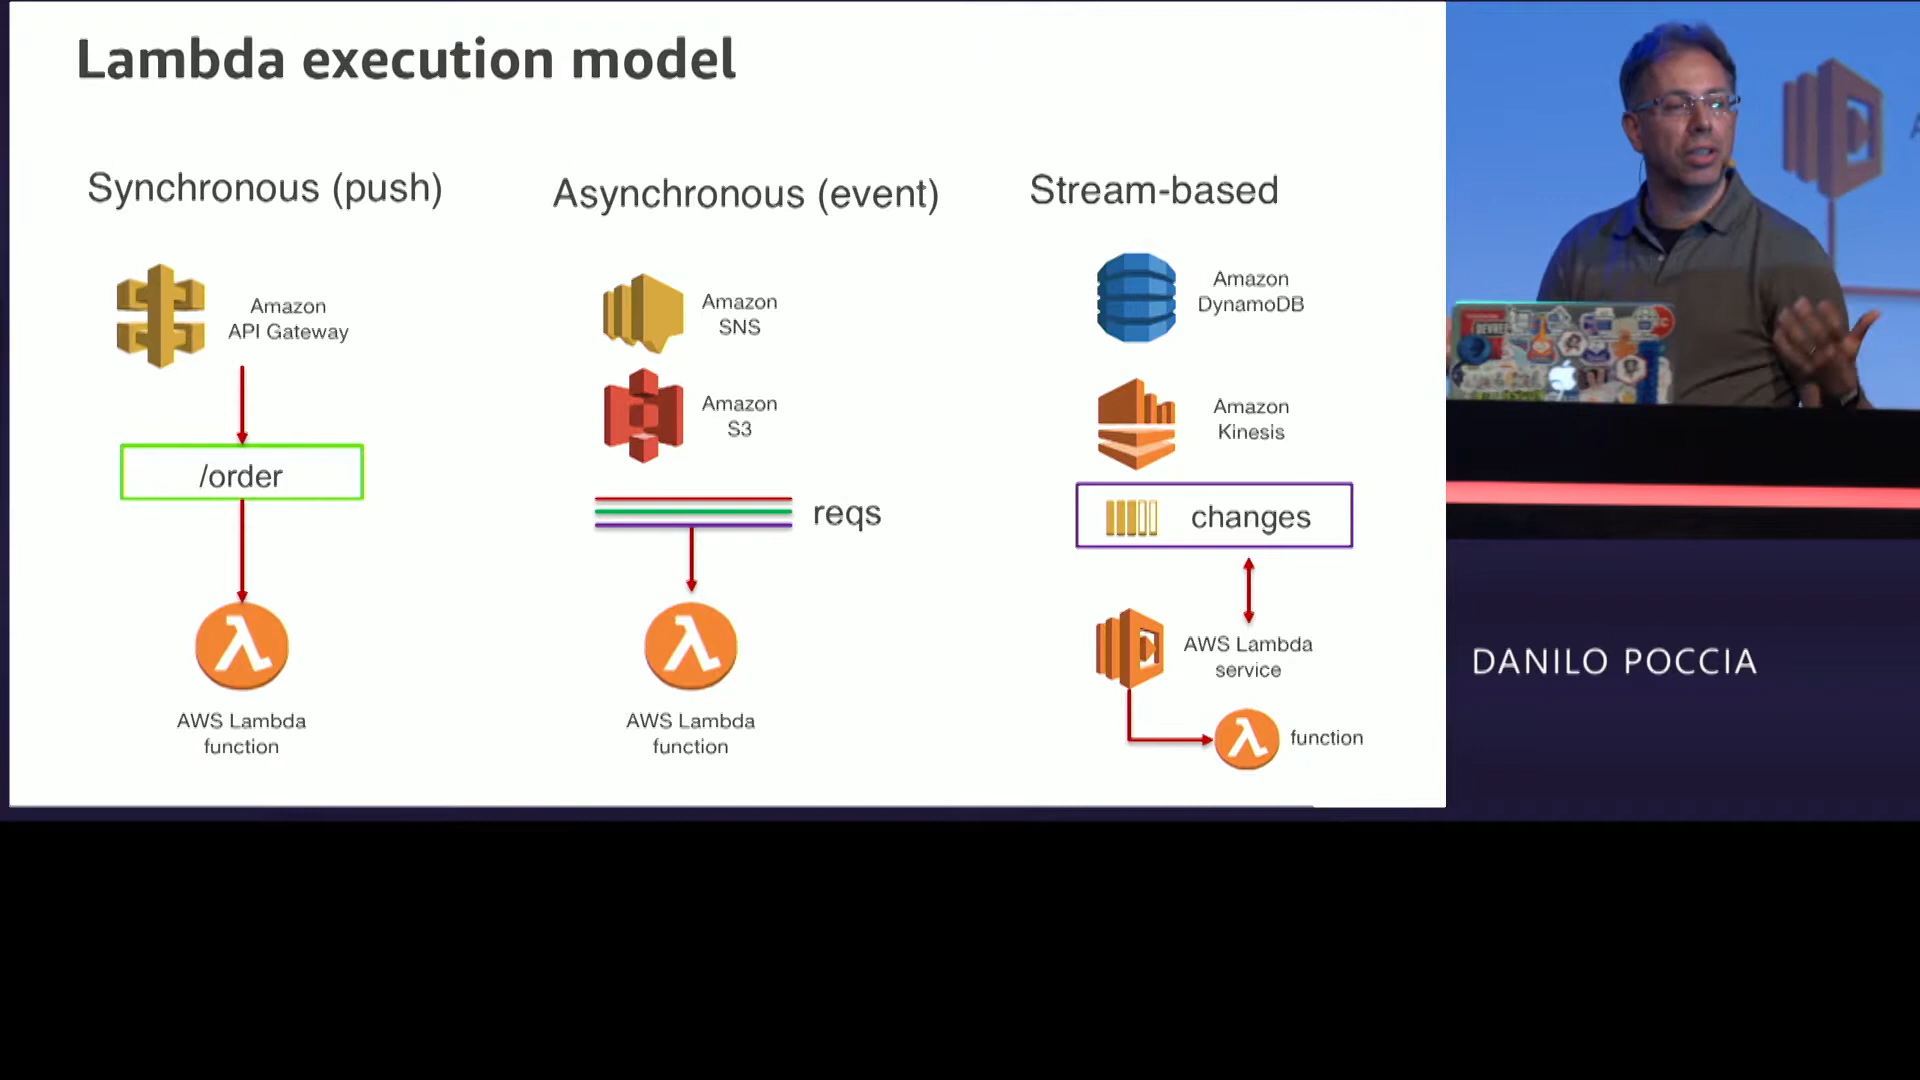 Lambda execution model
Synchronous (push)
Amazon
API Gateway
/order
AWS Lambda
function
Asynchronous (event)
Amazon
SNS
Amazon
S3
reqs
AWS Lambda
function
Stream-based
Amazon
DynamoDB
Amazon
Kinesis
changes
AWS Lambda
service
function
DANILO POCCIA